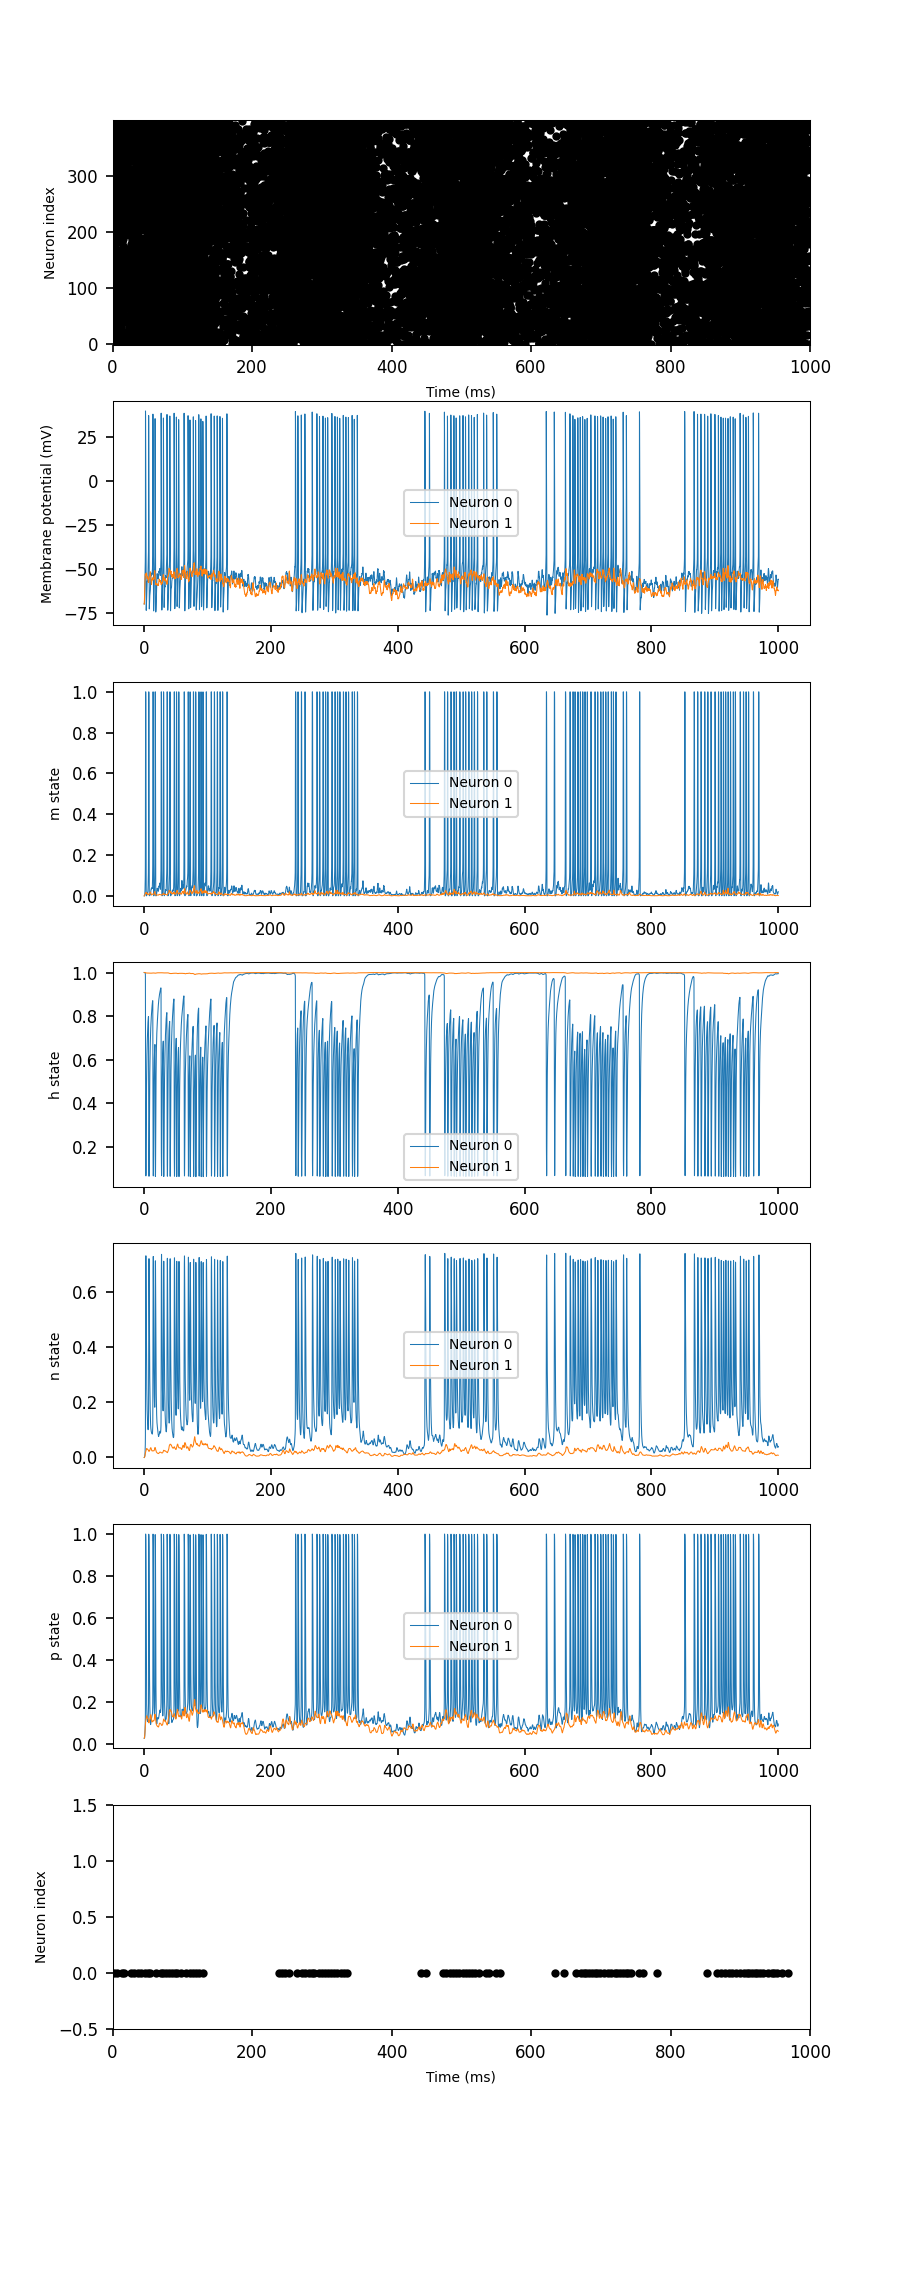 Neuron index
300
200
100
0
0 200 400 600 800 1000
Time (ms)
Membrane potential (mV)
25
0
−25
−50
−75
Neuron 0
Neuron 1
0 200 400 600 800 1000
m state
1.0
0.8
0.6
0.4
0.2
0.0
Neuron 0
Neuron 1
0 200 400 600 800 1000
h state
1.0
0.8
0.6
0.4
0.2
Neuron 0
Neuron 1
0 200 400 600 800 1000
n state
0.6
0.4
0.2
0.0
Neuron 0
Neuron 1
0 200 400 600 800 1000
p state
1.0
0.8
0.6
0.4
0.2
0.0
Neuron 0
Neuron 1
0 200 400 600 800 1000
Neuron index
1.5
1.0
0.5
0.0
−0.5
0 200 400 600 800 1000
Time (ms)